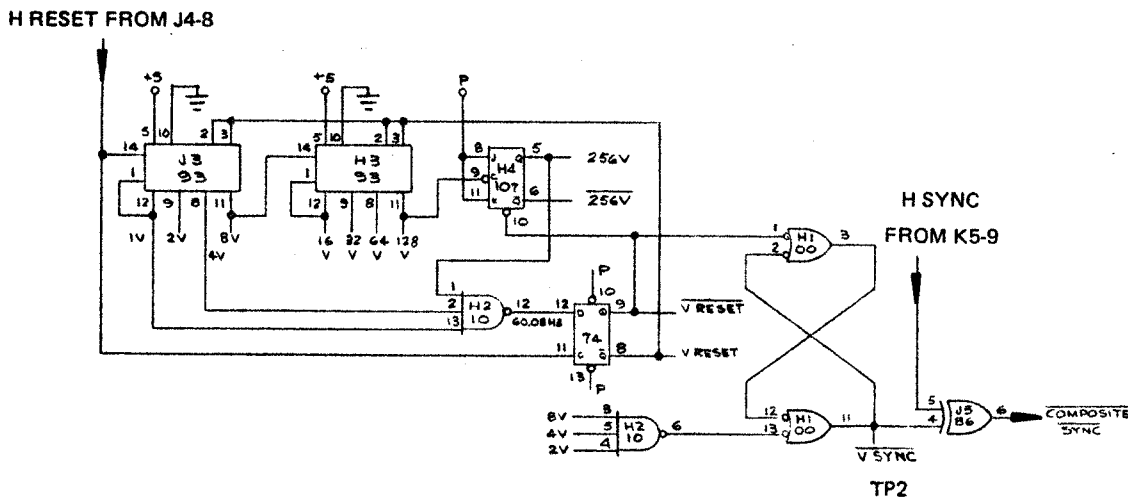 H RESET FROM J4-8
+5
+5
P
5 10 2 3
5 10 2 3
14
J3
93
1
12 9 8 11
1V 2V 4V 8V
14
H3
93
1
12 9 8 11
16
V
32
V
64
V
128
V
8 J Q 5 256V
9 C H4
107
11 K Q 6 256V
10
H SYNC
FROM K5-9
1
2
H1
00
3
1
2
13
H2
10
12
60.08HZ
P
10
12 D Q 9 V RESET
74
11 C Q 8 V RESET
13
P
8V 3
4V 5
2V 4
H2
10
6
12
13
H1
00
11
V SYNC
TP2
5
4
J5
86
6
COMPOSITE
SYNC